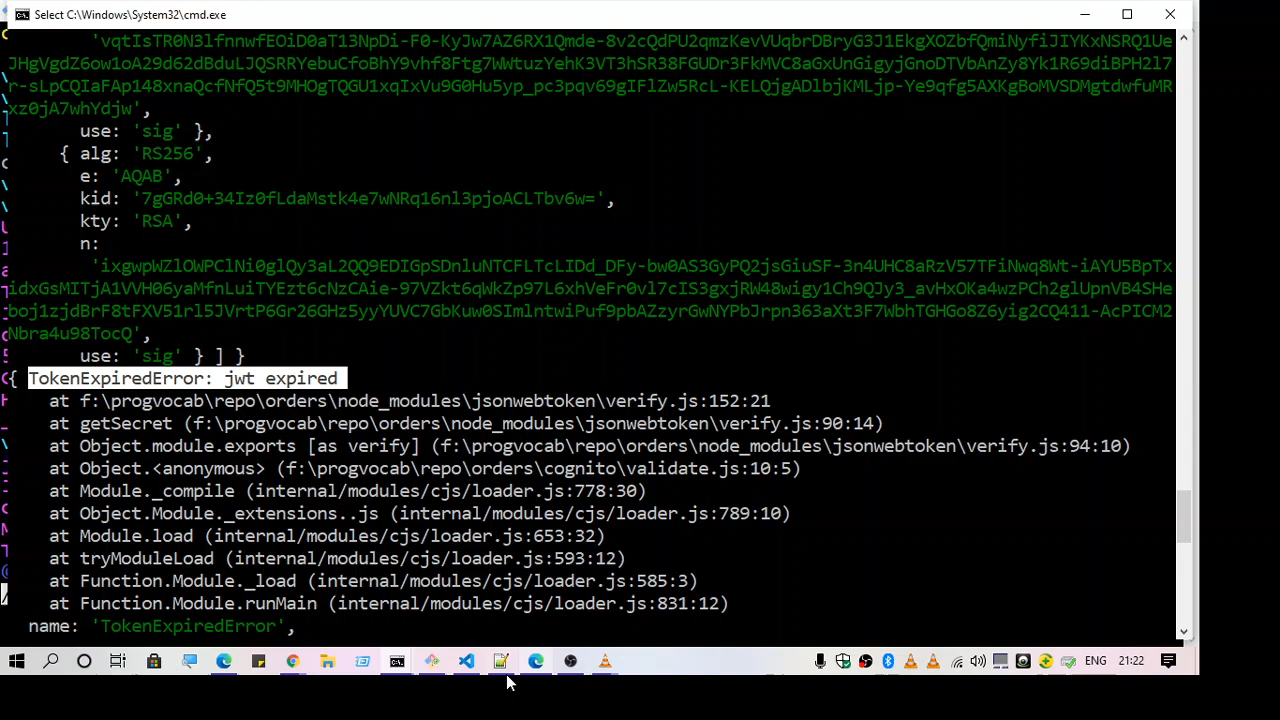 Select C:\Windows\System32\cmd.exe
'vqtIsTR0N3lfnnwfEOiD0aT13NpDi-F0-KyJw7AZ6RX1Qmde-8v2cQdPU2qmzKevVUqbrDBryG3J1EkgXOZbfQmiNyfiJIYKxNSRQ1Ue
JHgVgdZ6ow1oA29d62dBduLJQSRRYebuCfoBhY9vhf8Ftg7WWtuzYehK3VT3hSR38FGUDr3FkMVC8aGxUnGigyjGnoDTVbAnZy8Yk1R69diBPH2l7
r-sLpCQIaFAp148xnaQcfNfQ5t9MHOgTQGU1xqIxVu9G0Hu5yp_pc3pqv69gIFlZw5RcL-KELQjgADlbjKMLjp-Ye9qfg5AXKgBoMVSDMgtdwfuMR
xz0jA7whYdjw',
use: 'sig' },
{ alg: 'RS256',
e: 'AQAB',
kid: '7gGRd0+34Iz0fLdaMstk4e7wNRq16nl3pjoACLTbv6w=',
kty: 'RSA',
n:
'ixgwpWZlOWPClNi0glQy3aL2QQ9EDIGpSDnluNTCFLTcLIDd_DFy-bw0AS3GyPQ2jsGiuSF-3n4UHC8aRzV57TFiNwq8Wt-iAYU5BpTx
idxGsMITjA1VVH06yaMfnLuiTYEzt6cNzCAie-97VZkt6qWkZp97L6xhVeFr0vl7cIS3gxjRW48wigy1Ch9QJy3_avHxOKa4wzPCh2glUpnVB4SHe
boj1zjdBrF8tFXV51rl5JVrtP6Gr26GHz5yyYUVC7GbKuw0SImlntwiPuf9pbAZzyrGwNYPbJrpn363aXt3F7WbhTGHGo8Z6yig2CQ411-AcPICM2
Nbra4u98TocQ',
use: 'sig' } ] }
{ TokenExpiredError: jwt expired
at f:\progvocab\repo\orders\node_modules\jsonwebtoken\verify.js:152:21
at getSecret (f:\progvocab\repo\orders\node_modules\jsonwebtoken\verify.js:90:14)
at Object.module.exports [as verify] (f:\progvocab\repo\orders\node_modules\jsonwebtoken\verify.js:94:10)
at Object.<anonymous> (f:\progvocab\repo\orders\cognito\validate.js:10:5)
at Module._compile (internal/modules/cjs/loader.js:778:30)
at Object.Module._extensions..js (internal/modules/cjs/loader.js:789:10)
at Module.load (internal/modules/cjs/loader.js:653:32)
at tryModuleLoad (internal/modules/cjs/loader.js:593:12)
at Function.Module._load (internal/modules/cjs/loader.js:585:3)
at Function.Module.runMain (internal/modules/cjs/loader.js:831:12)
name: 'TokenExpiredError',
ENG 21:22